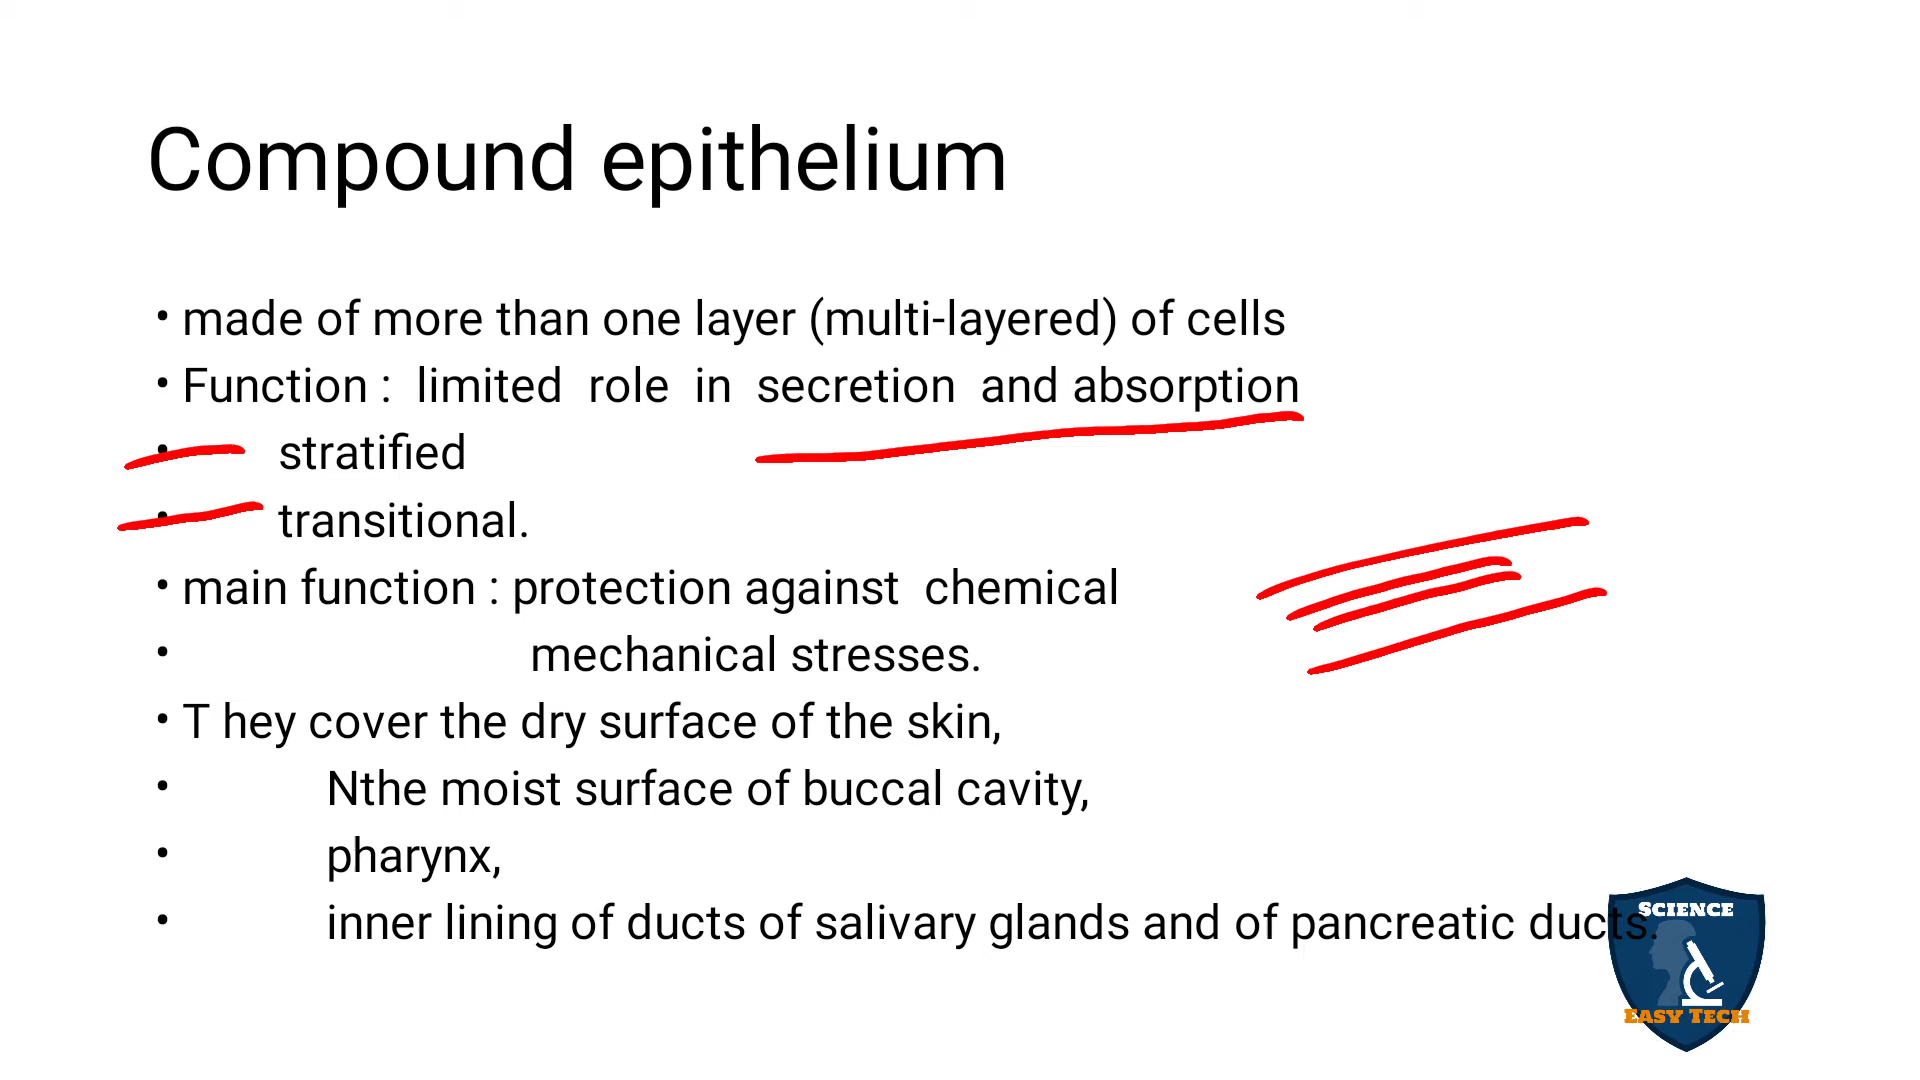 Compound epithelium
• made of more than one layer (multi-layered) of cells
• Function : limited role in secretion and absorption
• stratified
• transitional.
• main function : protection against chemical
• mechanical stresses.
• T hey cover the dry surface of the skin,
• Nthe moist surface of buccal cavity,
• pharynx,
• inner lining of ducts of salivary glands and of pancreatic ducts.
SCIENCE
EASY TECH